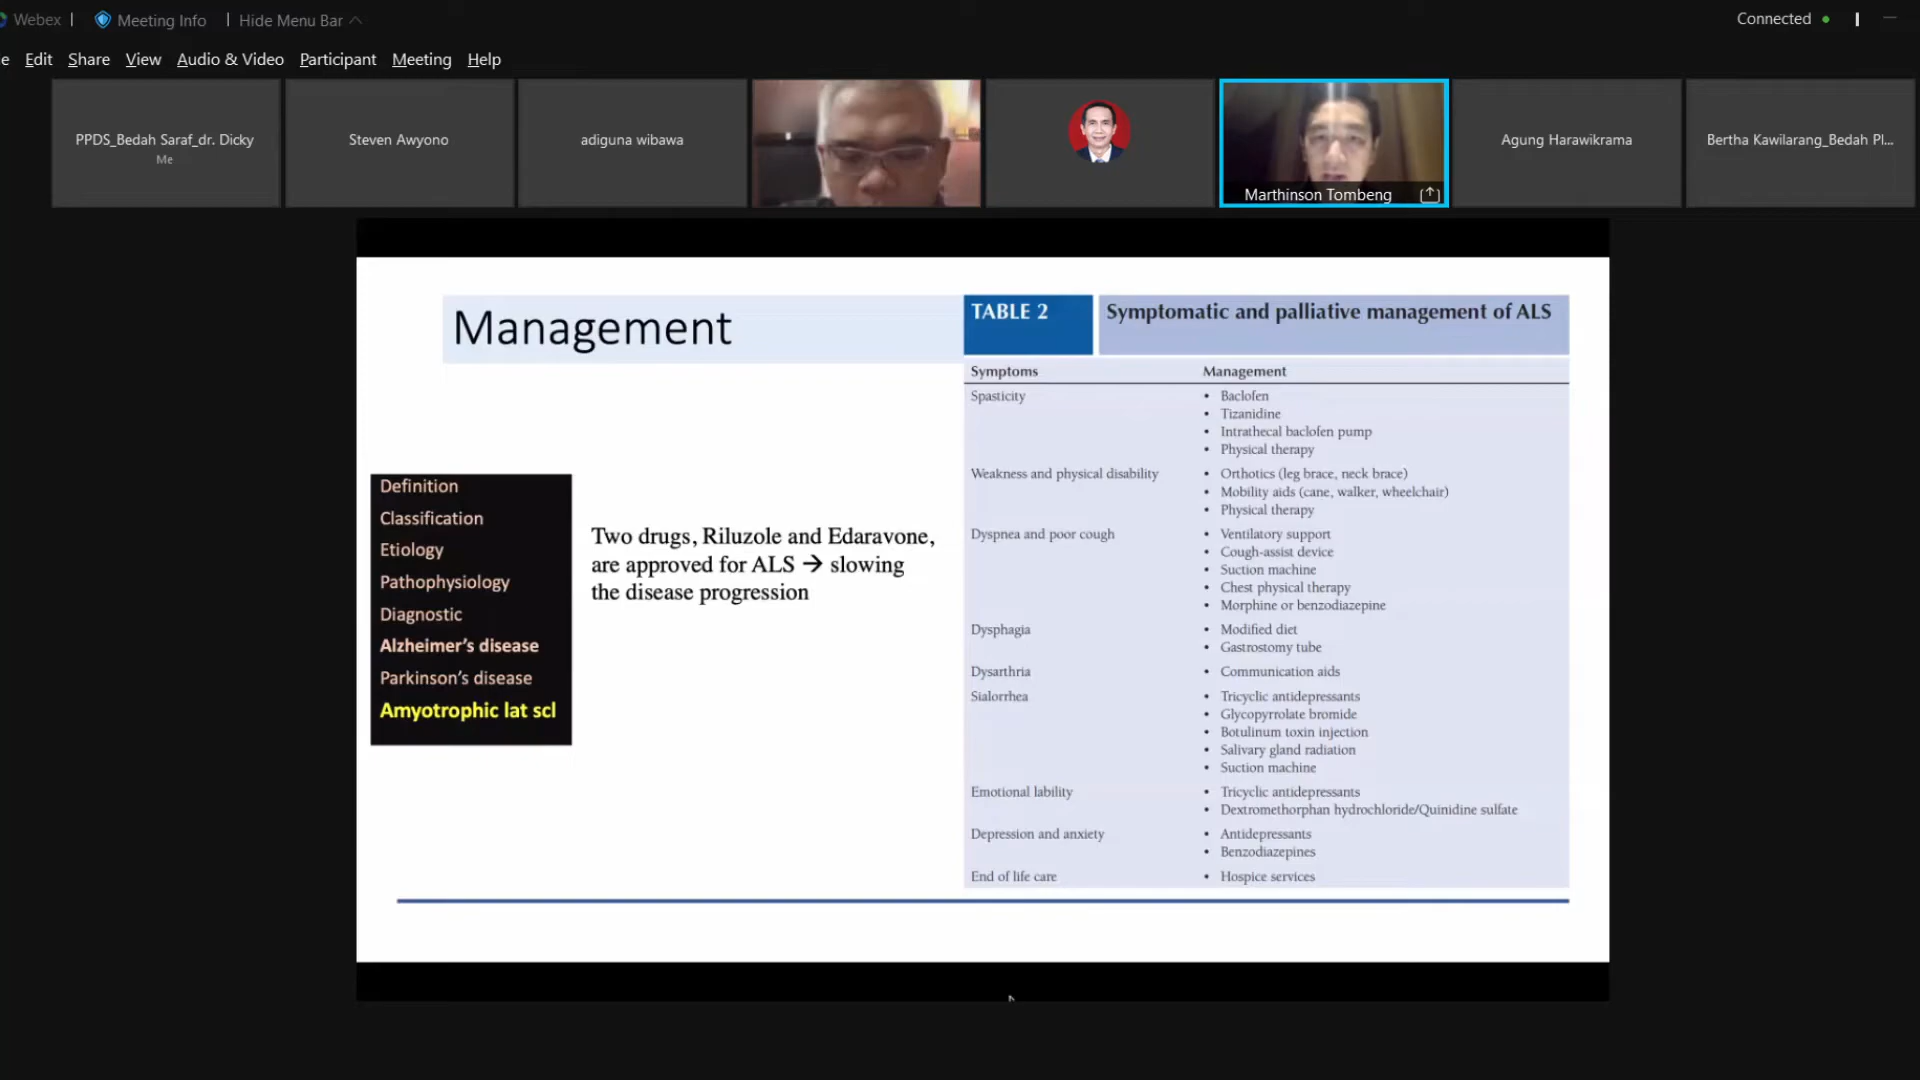 Webex
Meeting Info
Hide Menu Bar
Connected
e Edit Share View Audio & Video Participant Meeting Help
PPDS_Bedah Saraf_dr. Dicky
Me
Steven Awyono
adiguna wibawa
Marthinson Tombeng
Agung Harawikrama
Bertha Kawilarang_Bedah Pl...
Management
Definition
Classification
Etiology
Pathophysiology
Diagnostic
Alzheimer's disease
Parkinson's disease
Amyotrophic lat scl
Two drugs, Riluzole and Edaravone,
are approved for ALS → slowing
the disease progression
TABLE 2 Symptomatic and palliative management of ALS
Symptoms Management
Spasticity • Baclofen
• Tizanidine
• Intrathecal baclofen pump
• Physical therapy
Weakness and physical disability • Orthotics (leg brace, neck brace)
• Mobility aids (cane, walker, wheelchair)
• Physical therapy
Dyspnea and poor cough • Ventilatory support
• Cough-assist device
• Suction machine
• Chest physical therapy
• Morphine or benzodiazepine
Dysphagia • Modified diet
• Gastrostomy tube
Dysarthria • Communication aids
Sialorrhea • Tricyclic antidepressants
• Glycopyrrolate bromide
• Botulinum toxin injection
• Salivary gland radiation
• Suction machine
Emotional lability • Tricyclic antidepressants
• Dextromethorphan hydrochloride/Quinidine sulfate
Depression and anxiety • Antidepressants
• Benzodiazepines
End of life care • Hospice services